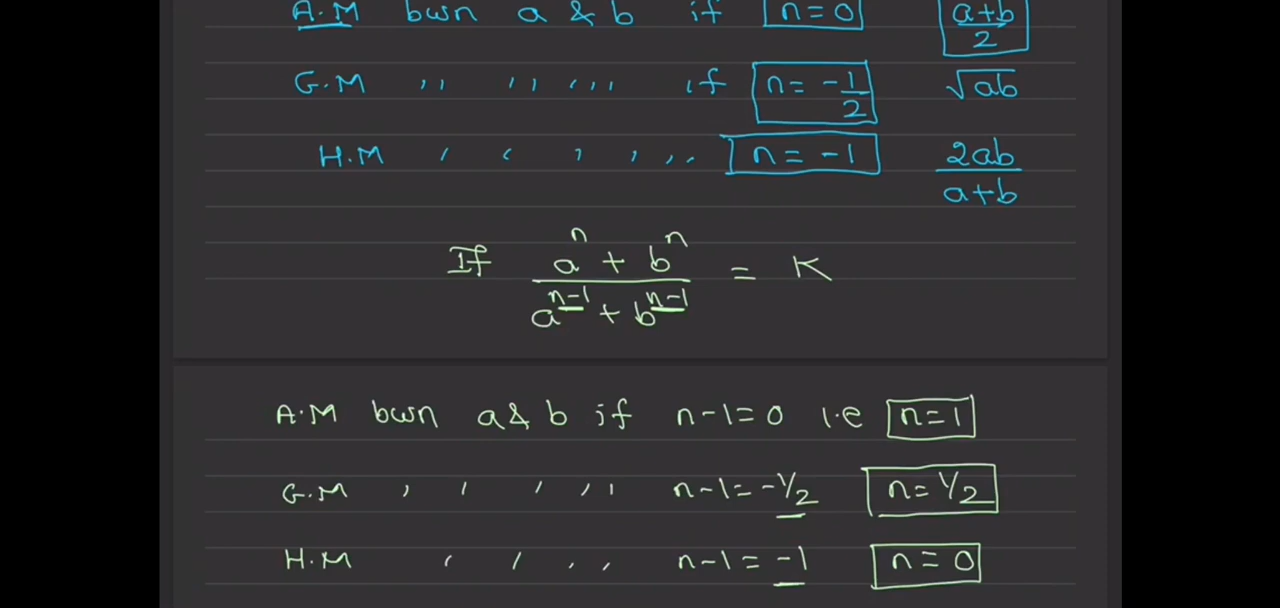 A.M bwn a & b if n=0 a+b/2
G.M ,, ,, ,,, if n= -1/2 √ab
H.M , , , , ,, n= -1 2ab/a+b
If a^n + b^n / a^(n-1) + b^(n-1) = K
A.M bwn a & b if n-1=0 i.e n=1
G.M , , , ,, n-1= -1/2 n= 1/2
H.M , , , , n-1= -1 n= 0